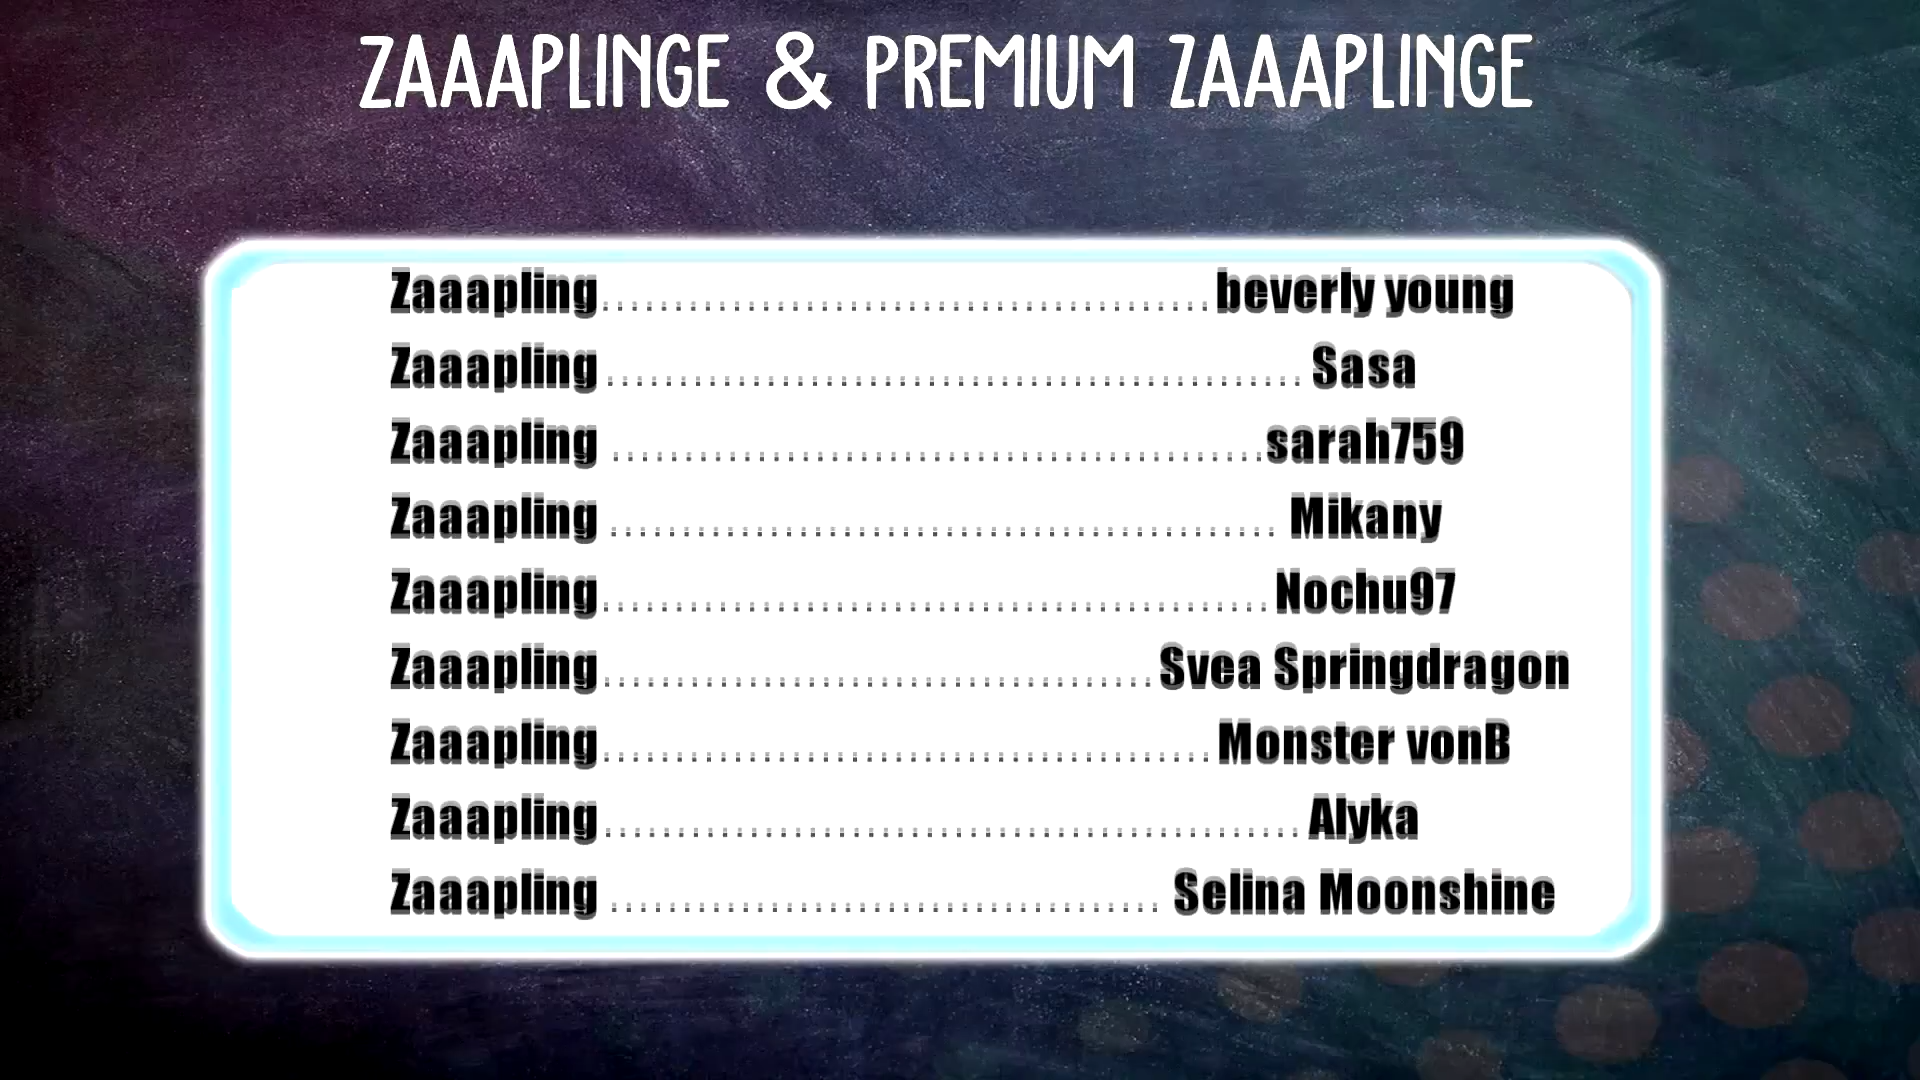 ZAAAPLINGE & PREMIUM ZAAAPLINGE
Zaaapling..........................................beverly young
Zaaapling ................................................ Sasa
Zaaapling .............................................sarah759
Zaaapling .............................................. Mikany
Zaaapling..............................................Nochu97
Zaaapling......................................Svea Springdragon
Zaaapling..........................................Monster vonB
Zaaapling................................................ Alyka
Zaaapling ...................................... Selina Moonshine